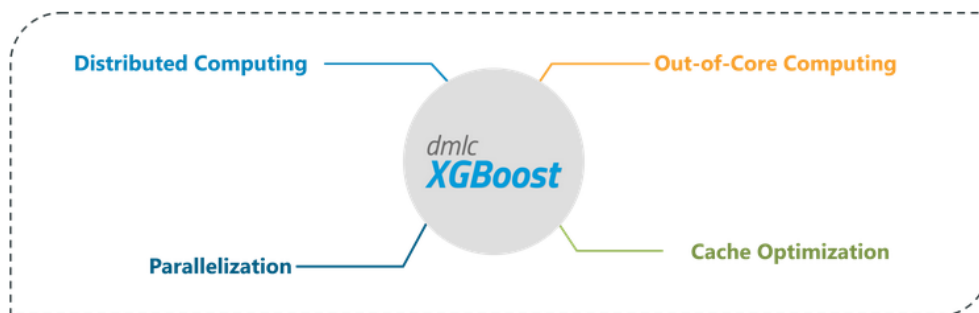 Distributed Computing
Out-of-Core Computing
dmlc
XGBoost
Parallelization
Cache Optimization